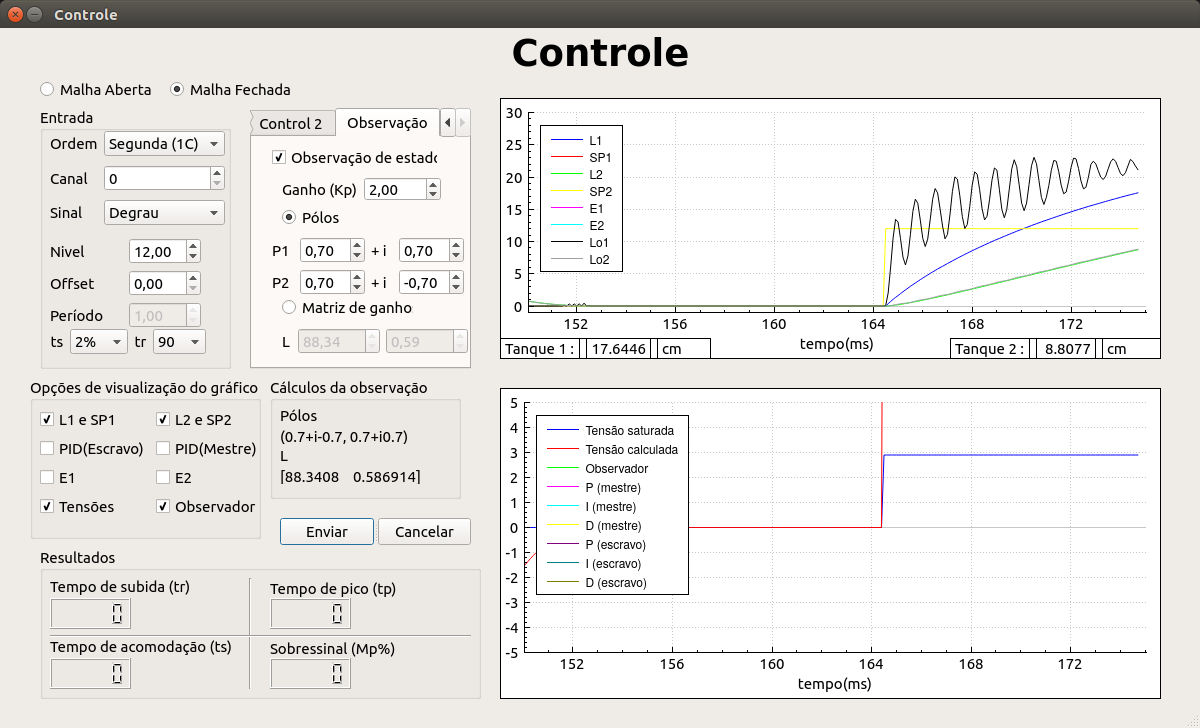 Controle
Controle
Malha Aberta Malha Fechada
Entrada
Ordem Segunda (1C)
Canal 0
Sinal Degrau
Nivel 12,00
Offset 0,00
Período 1,00
ts 2% tr 90
Control 2 Observação
Observação de estado
Ganho (Kp) 2,00
Pólos
P1 0,70 + i 0,70
P2 0,70 + i -0,70
Matriz de ganho
L 88,34 0,59
Opções de visualização do gráfico
L1 e SP1 L2 e SP2
PID(Escravo) PID(Mestre)
E1 E2
Tensões Observador
Cálculos da observação
Pólos
(0.7+i-0.7, 0.7+i0.7)
L
[88.3408 0.586914]
Enviar Cancelar
Resultados
Tempo de subida (tr) Tempo de pico (tp)
0 0
Tempo de acomodação (ts) Sobressinal (Mp%)
0 0
30
25
20
15
10
5
0
L1
SP1
L2
SP2
E1
E2
Lo1
Lo2
152 156 160 164 168 172
tempo(ms)
Tanque 1 : 17.6446 cm Tanque 2 : 8.8077 cm
5
4
3
2
1
0
-1
-2
-3
-4
-5
Tensão saturada
Tensão calculada
Observador
P (mestre)
I (mestre)
D (mestre)
P (escravo)
I (escravo)
D (escravo)
152 156 160 164 168 172
tempo(ms)